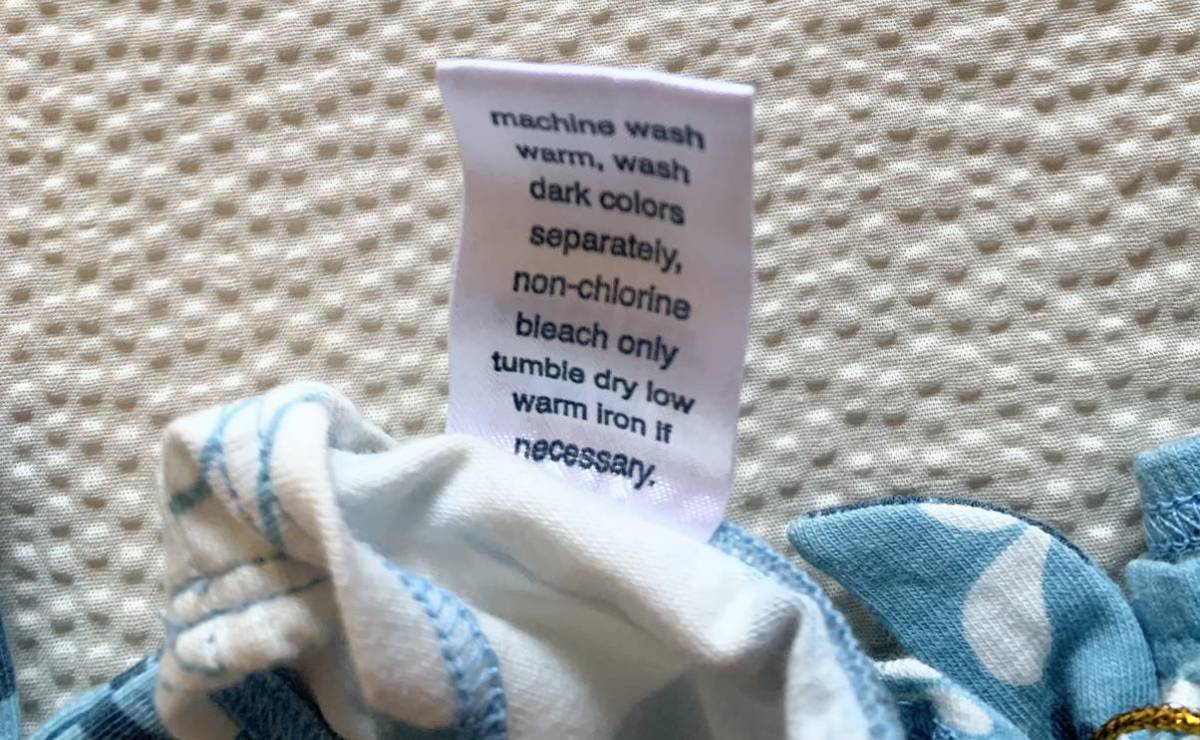 machine wash
warm, wash
dark colors
separately,
non-chlorine
bleach only
tumble dry low
warm iron if
necessary.